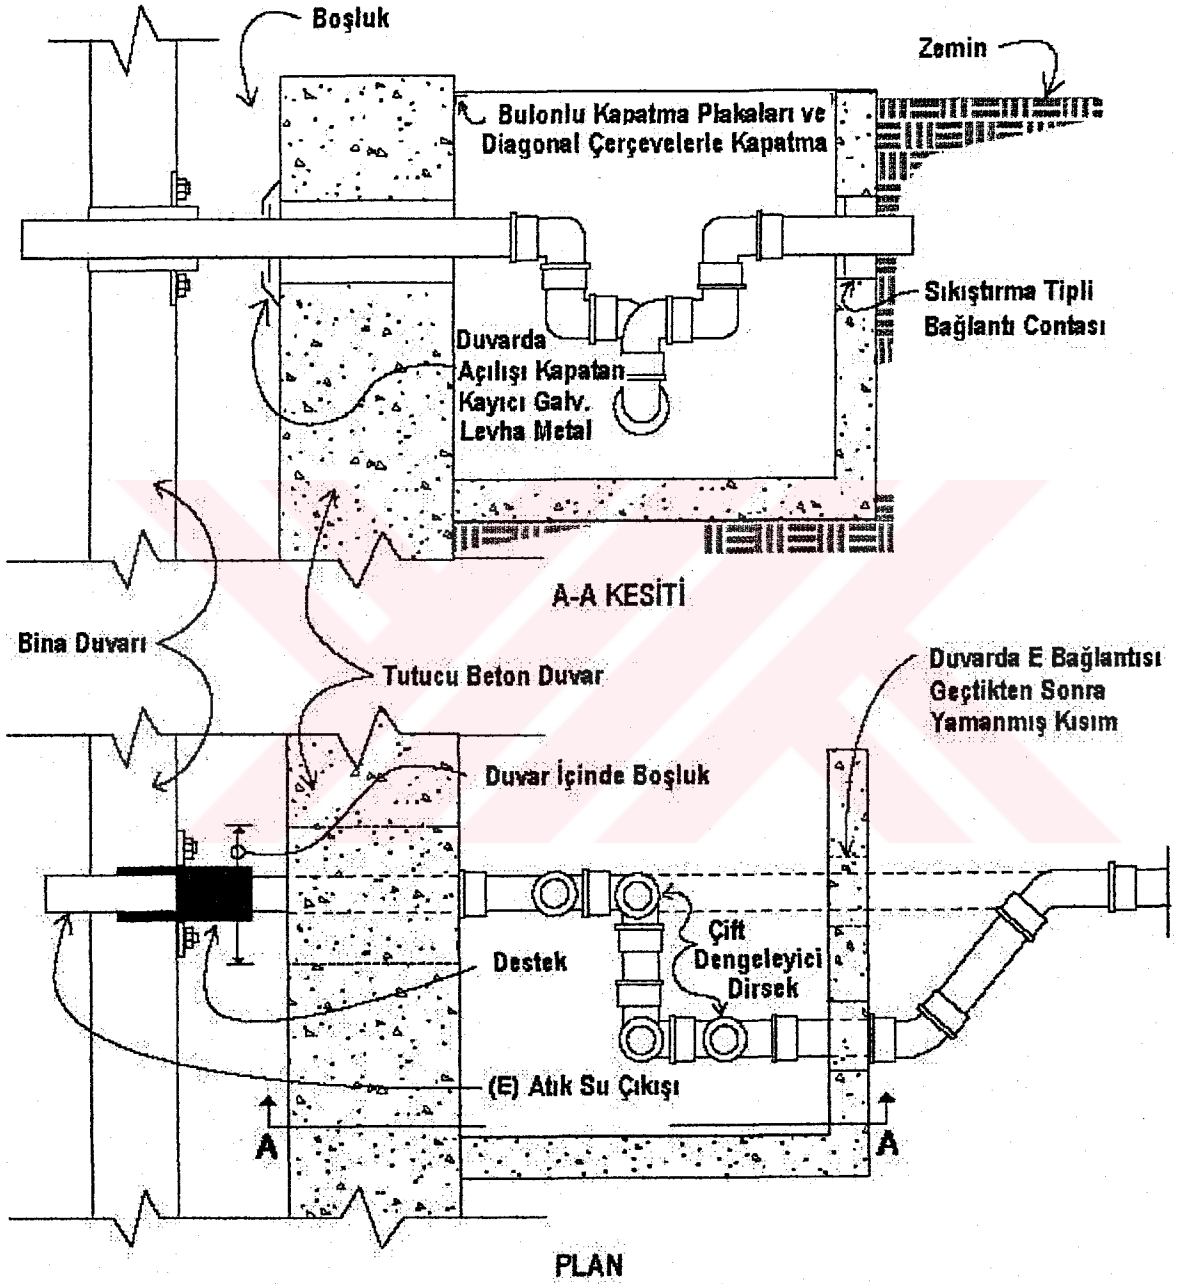 Boşluk
Zemin
Bulonlu Kapatma Plakaları ve
Diagonal Çerçevelerle Kapatma
Sıkıştırma Tipli
Bağlantı Contası
Duvarda
Açılışı Kapatan
Kayıcı Galv.
Levha Metal
A-A KESİTİ
Bina Duvarı
Tutucu Beton Duvar
Duvarda E Bağlantısı
Geçtikten Sonra
Yamanmış Kısım
Duvar İçinde Boşluk
Çift
Dengeleyici
Dirsek
Destek
(E) Atık Su Çıkışı
A
A
PLAN